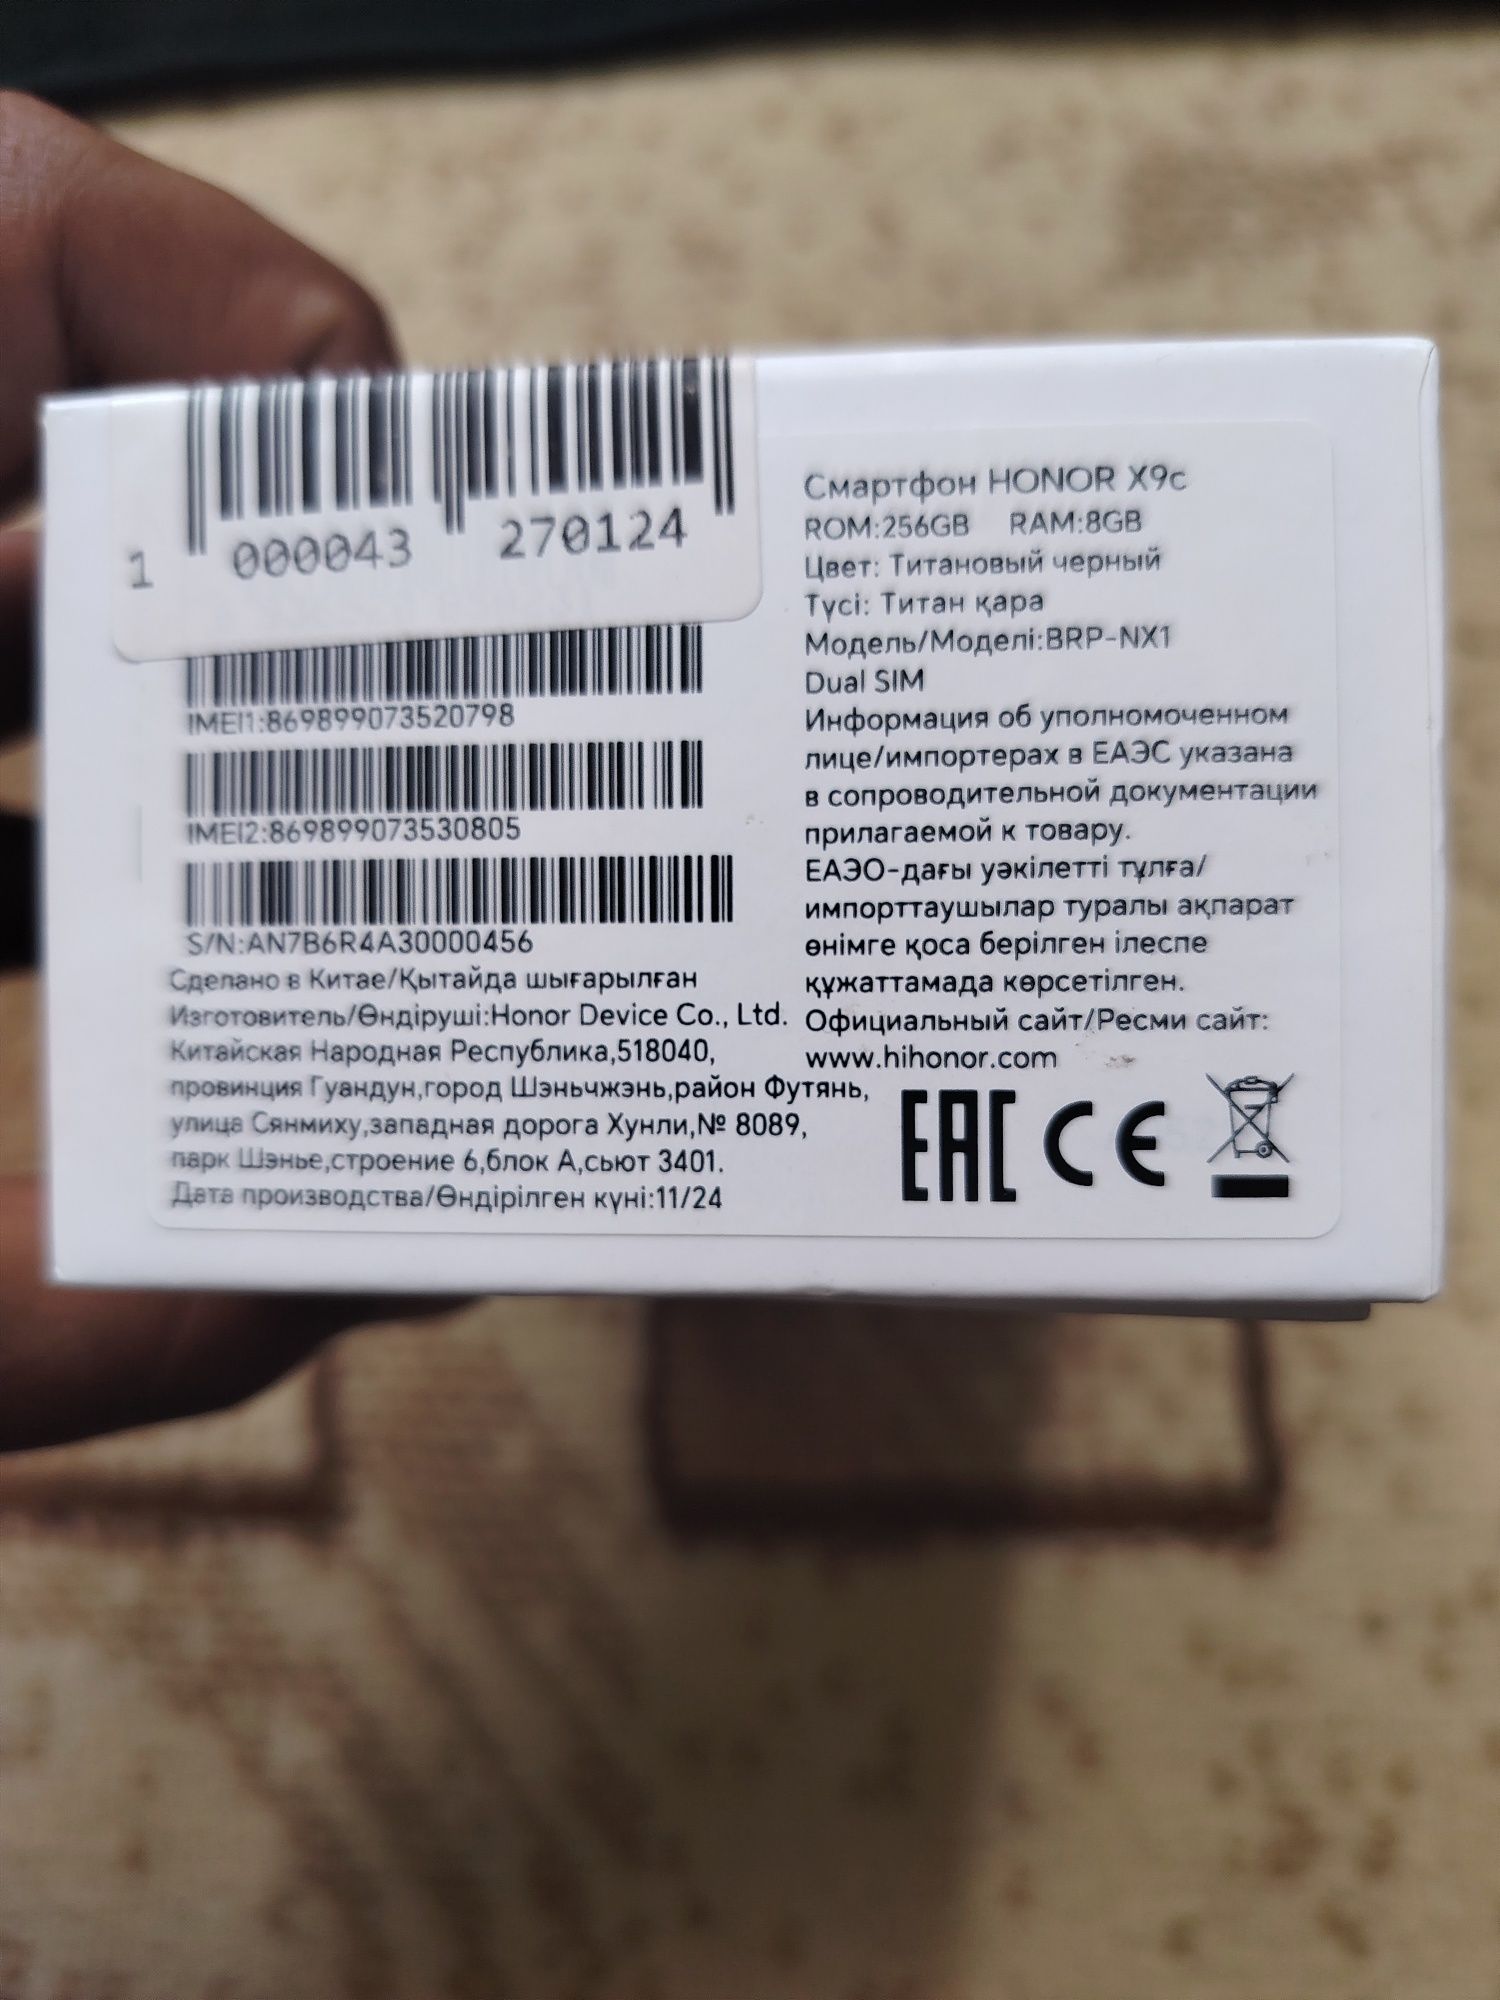 1 000043 270124
IMEI1:869899073520798
IMEI2:869899073530805
S/N:AN7B6R4A30000456
Сделано в Китае/Қытайда шығарылған
Изготовитель/Өндіруші:Honor Device Co., Ltd.
Китайская Народная Республика,518040,
провинция Гуандун,город Шэньчжэнь,район Футянь,
улица Сянмиху,западная дорога Хунли,№ 8089,
парк Шэнье,строение 6,блок А,сьют 3401.
Дата производства/Өндірілген күні:11/24
Смартфон HONOR X9c
ROM:256GB RAM:8GB
Цвет: Титановый черный
Түсі: Титан қара
Модель/Моделі:BRP-NX1
Dual SIM
Информация об уполномоченном
лице/импортерах в ЕАЭС указана
в сопроводительной документации
прилагаемой к товару.
ЕАЭО-дағы уәкілетті тұлға/
импорттаушылар туралы ақпарат
өнімге қоса берілген ілеспе
құжаттамада көрсетілген.
Официальный сайт/Ресми сайт:
www.hihonor.com
EAC CE